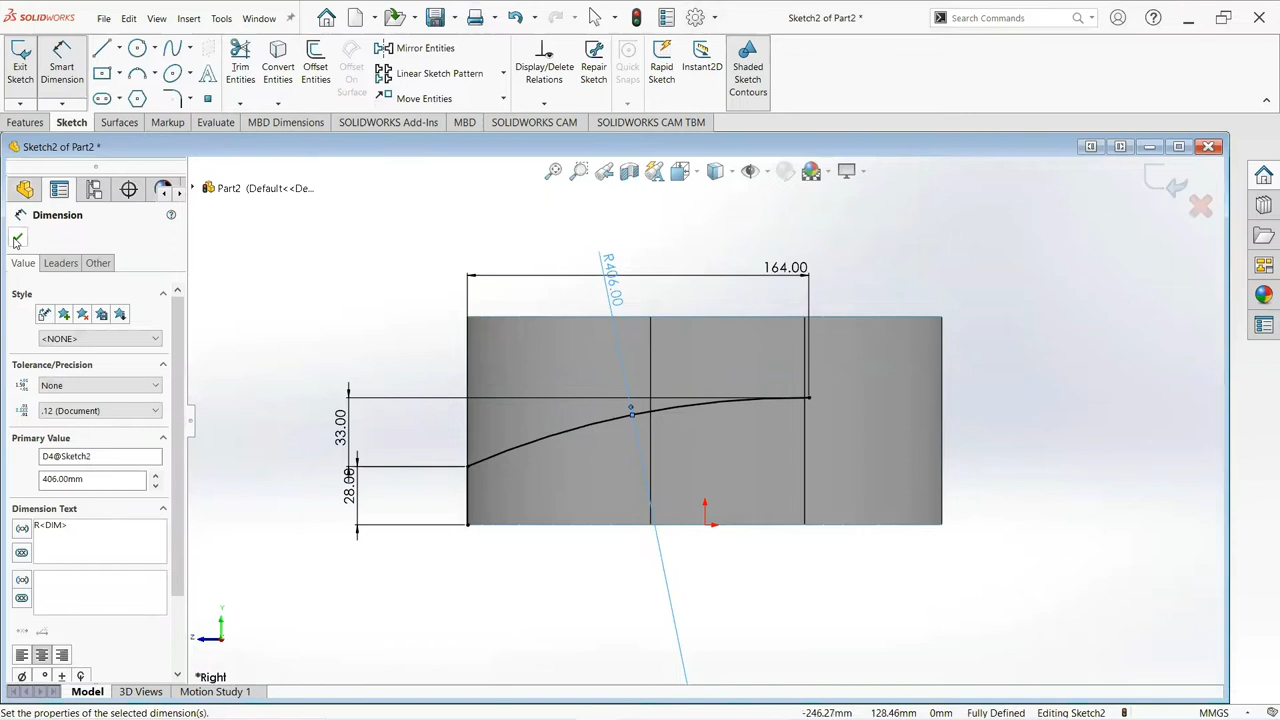 SOLIDWORKS
File
Edit
View
Insert
Tools
Window
Sketch2 of Part2 *
Search Commands
Exit Sketch
Smart Dimension
Trim Entities
Convert Entities
Offset Entities
Offset On Surface
Mirror Entities
Linear Sketch Pattern
Move Entities
Display/Delete Relations
Repair Sketch
Quick Snaps
Rapid Sketch
Instant2D
Shaded Sketch Contours
Features
Sketch
Surfaces
Markup
Evaluate
MBD Dimensions
SOLIDWORKS Add-Ins
MBD
SOLIDWORKS CAM
SOLIDWORKS CAM TBM
Sketch2 of Part2 *
Part2 (Default<<De...
Dimension
Value
Leaders
Other
Style
<NONE>
Tolerance/Precision
None
.12 (Document)
Primary Value
D4@Sketch2
406.00mm
Dimension Text
R<DIM>
164.00
R406.00
33.00
28.00
Y
Z
*Right
Model
3D Views
Motion Study 1
Set the properties of the selected dimension(s).
-246.27mm
128.46mm
0mm
Fully Defined
Editing Sketch2
MMGS